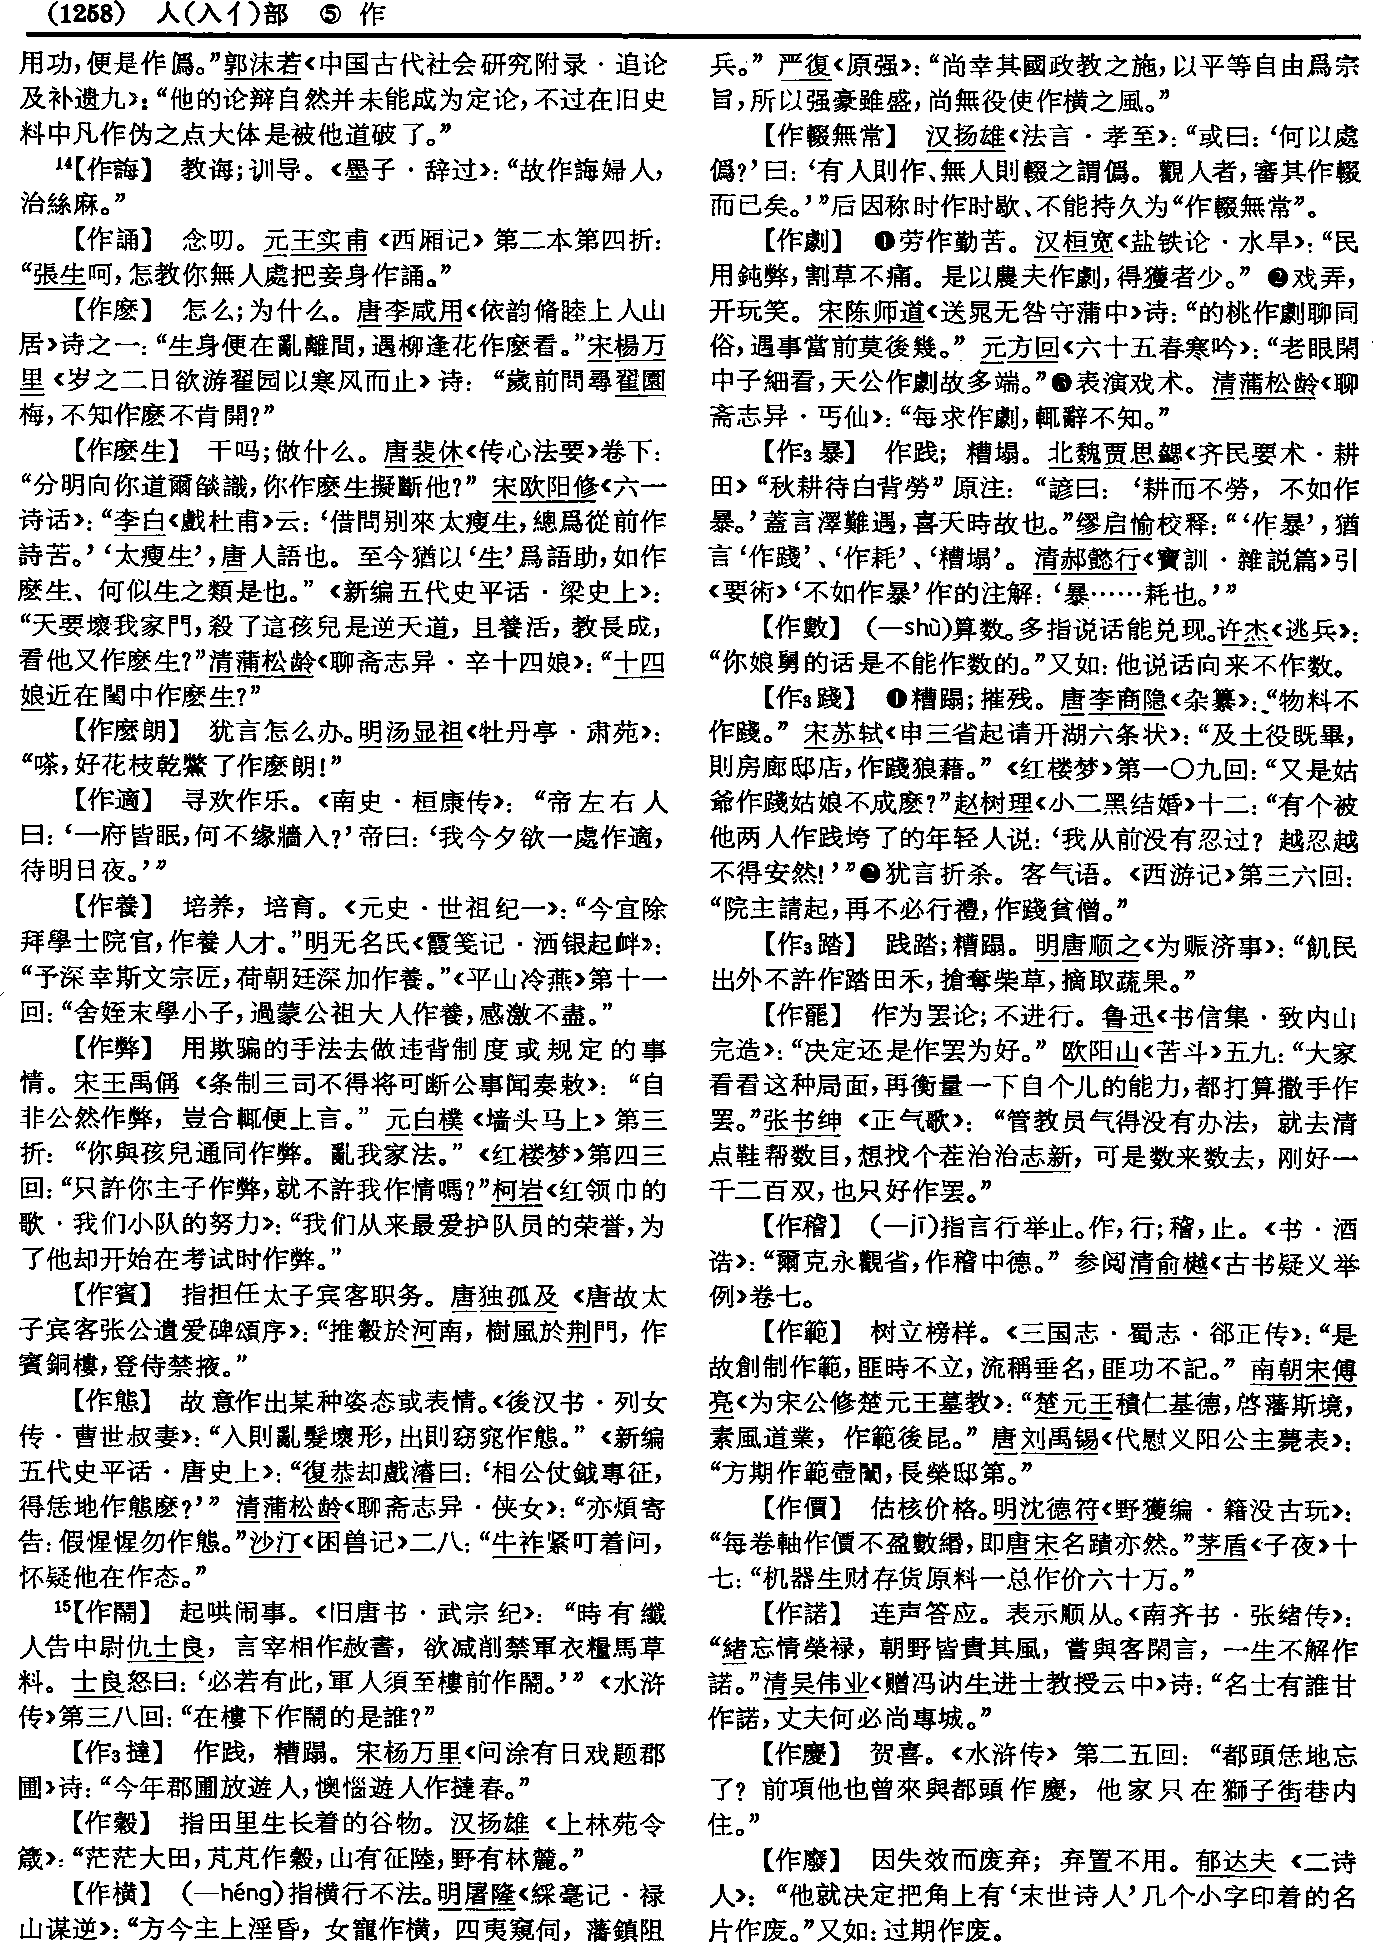 (1258) 人(入亻)部 ⑤ 作
用功,便是作僞。”郭沫若《中国古代社会研究附录·追论
及补遗九》:“他的论辩自然并未能成为定论,不过在旧史
料中凡作伪之点大体是被他道破了。”
14【作誨】 教诲;训导。《墨子·辞过》:“故作誨婦人,
治絲麻。”
【作誦】 念叨。元王实甫《西厢记》第二本第四折:
“張生呵,怎教你無人處把妾身作誦。”
【作麽】 怎么;为什么。唐李咸用《依韵脩睦上人山
居》诗之一:“生身便在亂離間,遇柳逢花作麽看。”宋楊万
里《岁之二日欲游翟园以寒风而止》诗:“歲前問尋翟園
梅,不知作麽不肯開?”
【作麽生】 干吗;做什么。唐裴休《传心法要》卷下:
“分明向你道爾燄識,你作麽生擬斷他?”宋欧阳修《六一
诗话》:“李白《戲杜甫》云:‘借問别來太瘦生,總爲從前作
詩苦。’‘太瘦生’,唐人語也。至今猶以‘生’爲語助,如作
麽生、何似生之類是也。”《新编五代史平话·梁史上》:
“天要壞我家門,殺了這孩兒是逆天道,且養活,教長成,
看他又作麽生?”清蒲松龄《聊斋志异·辛十四娘》:“十四
娘近在閨中作麽生?”
【作麽朗】 犹言怎么办。明汤显祖《牡丹亭·肃苑》:
“嗏,好花枝乾鱉了作麽朗!”
【作適】 寻欢作乐。《南史·桓康传》:“帝左右人
曰:‘一府皆眠,何不缘牆入?’帝曰:‘我今夕欲一處作適,
待明日夜。’”
【作養】 培养,培育。《元史·世祖纪一》:“今宜除
拜學士院官,作養人才。”明无名氏《霞笺记·洒银起衅》:
“予深幸斯文宗匠,荷朝廷深加作養。”《平山冷燕》第十一
回:“舍姪末學小子,過蒙公祖大人作養,感激不盡。”
【作弊】 用欺骗的手法去做违背制度或规定的事
情。宋王禹偁《条制三司不得将可断公事闻奏敕》:“自
非公然作弊,豈合輒便上言。”元白樸《墙头马上》第三
折:“你與孩兒通同作弊。亂我家法。”《红楼梦》第四三
回:“只許你主子作弊,就不許我作情嗎?”柯岩《红领巾的
歌·我们小队的努力》:“我们从来最爱护队员的荣誉,为
了他却开始在考试时作弊。”
【作賓】 指担任太子宾客职务。唐独孤及《唐故太
子宾客张公遺爱碑頌序》:“推轂於河南,樹風於荆門,作
賓銅樓,登侍禁掖。”
【作態】 故意作出某种姿态或表情。《後汉书·列女
传·曹世叔妻》:“入則亂髮壞形,出則窈窕作態。”《新编
五代史平话·唐史上》:“復恭却戲濬曰:‘相公仗鉞專征,
得恁地作態麽?’”清蒲松龄《聊斋志异·侠女》:“亦煩寄
告:假惺惺勿作態。”沙汀《困兽记》二八:“牛祚紧叮着问,
怀疑他在作态。”
15【作鬧】 起哄闹事。《旧唐书·武宗纪》:“時有纖
人告中尉仇士良,言宰相作赦書,欲减削禁軍衣糧馬草
料。士良怒曰:‘必若有此,軍人須至樓前作鬧。’”《水浒
传》第三八回:“在樓下作鬧的是誰?”
【作3撻】 作践,糟蹋。宋杨万里《问涂有日戏题郡
圃》诗:“今年郡圃放遊人,懊惱遊人作撻春。”
【作穀】 指田里生长着的谷物。汉扬雄《上林苑令
箴》:“茫茫大田,芃芃作穀,山有征陸,野有林麓。”
【作横】 (—héng)指横行不法。明屠隆《綵毫记·禄
山谋逆》:“方今主上淫昏,女寵作横,四夷窺伺,藩鎮阻
兵。”严復《原强》:“尚幸其國政教之施,以平等自由爲宗
旨,所以强豪雖盛,尚無役使作横之風。”
【作輟無常】 汉扬雄《法言·孝至》:“或曰:‘何以處
僞?’曰:‘有人則作、無人則輟之謂僞。觀人者,審其作輟
而已矣。’”后因称时作时歇、不能持久为“作輟無常”。
【作劇】 ❶劳作勤苦。汉桓宽《盐铁论·水旱》:“民
用鈍弊,割草不痛。是以農夫作劇,得獲者少。”❷戏弄,
开玩笑。宋陈师道《送晁无咎守蒲中》诗:“的桃作劇聊同
俗,遇事當前莫後幾。”元方回《六十五春寒吟》:“老眼閑
中子細看,天公作劇故多端。”❸表演戏术。清蒲松龄《聊
斋志异·丐仙》:“每求作劇,輒辭不知。”
【作3暴】 作践;糟塌。北魏贾思勰《齐民要术·耕
田》“秋耕待白背勞”原注:“諺曰:‘耕而不勞,不如作
暴。’蓋言澤難遇,喜天時故也。”缪启愉校释:“‘作暴’,猶
言‘作踐’、‘作耗’、‘糟塌’。清郝懿行《寶訓·雜説篇》引
《要術》‘不如作暴’作的注解:‘暴……耗也。’”
【作數】 (—shù)算数。多指说话能兑现。许杰《逃兵》:
“你娘舅的话是不能作数的。”又如:他说话向来不作数。
【作3踐】 ❶糟蹋;摧残。唐李商隐《杂纂》:“物料不
作踐。”宋苏轼《申三省起请开湖六条状》:“及土役既畢,
則房廊邸店,作踐狼藉。”《红楼梦》第一〇九回:“又是姑
爺作踐姑娘不成麽?”赵树理《小二黑结婚》十二:“有个被
他两人作践垮了的年轻人说:‘我从前没有忍过?越忍越
不得安然!’”❷犹言折杀。客气语。《西游记》第三六回:
“院主請起,再不必行禮,作踐貧僧。”
【作3踏】 践踏;糟蹋。明唐顺之《为赈济事》:“飢民
出外不許作踏田禾,搶奪柴草,摘取蔬果。”
【作罷】 作为罢论;不进行。鲁迅《书信集·致内山
完造》:“决定还是作罢为好。”欧阳山《苦斗》五九:“大家
看看这种局面,再衡量一下自个儿的能力,都打算撒手作
罢。”张书绅《正气歌》:“管教员气得没有办法,就去清
点鞋帮数目,想找个茬治治志新,可是数来数去,刚好一
千二百双,也只好作罢。”
【作稽】 (—jī)指言行举止。作,行;稽,止。《书·酒
诰》:“爾克永觀省,作稽中德。”参阅清俞樾《古书疑义举
例》卷七。
【作範】 树立榜样。《三国志·蜀志·郤正传》:“是
故創制作範,匪時不立,流稱垂名,匪功不記。”南朝宋傅
亮《为宋公修楚元王墓教》:“楚元王積仁基德,啓藩斯境,
素風道業,作範後昆。”唐刘禹锡《代慰义阳公主薨表》:
“方期作範壺闈,長榮邸第。”
【作價】 估核价格。明沈德符《野獲编·籍没古玩》:
“每卷軸作價不盈數緡,即唐宋名蹟亦然。”茅盾《子夜》十
七:“机器生财存货原料一总作价六十万。”
【作諾】 连声答应。表示顺从。《南齐书·张绪传》:
“緒忘情榮禄,朝野皆貴其風,嘗與客閑言,一生不解作
諾。”清吴伟业《赠冯讷生进士教授云中》诗:“名士有誰甘
作諾,丈夫何必尚專城。”
【作慶】 贺喜。《水浒传》第二五回:“都頭恁地忘
了?前項他也曾來與都頭作慶,他家只在獅子街巷内
住。”
【作廢】 因失效而废弃;弃置不用。郁达夫《二诗
人》:“他就决定把角上有‘末世诗人’几个小字印着的名
片作废。”又如:过期作废。